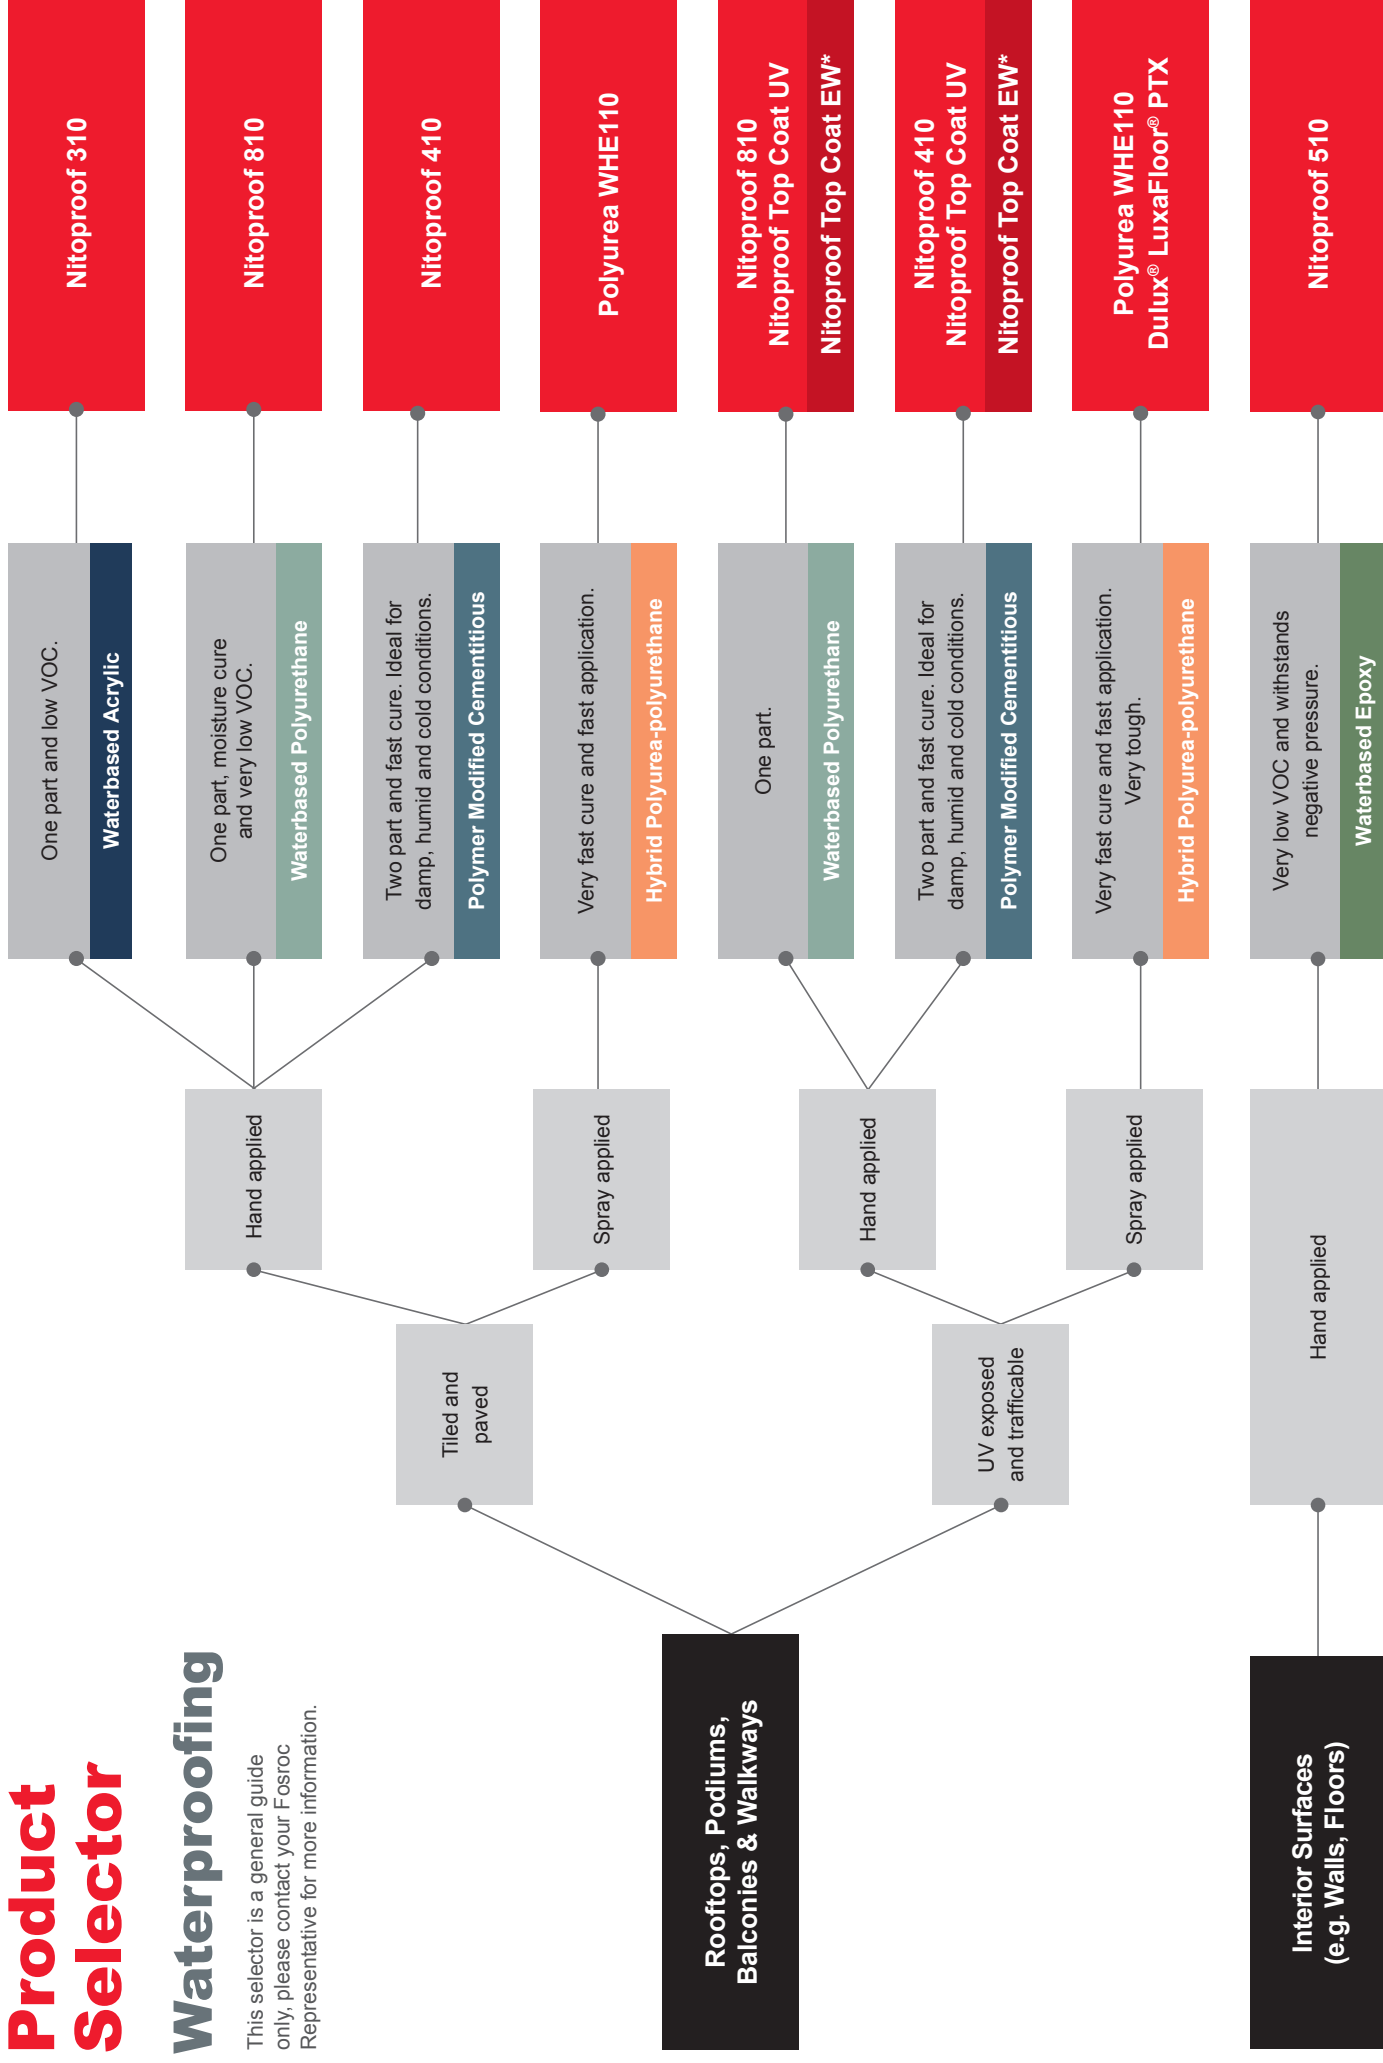 Product
Selector
Waterproofing
This selector is a general guide
only, please contact your Fosroc
Representative for more information.
Rooftops, Podiums,
Balconies & Walkways
Tiled and
paved
Hand applied
One part and low VOC.
Waterbased Acrylic
Nitoproof 310
One part, moisture cure
and very low VOC.
Waterbased Polyurethane
Nitoproof 810
Two part and fast cure. Ideal for
damp, humid and cold conditions.
Polymer Modified Cementitious
Nitoproof 410
Spray applied
Very fast cure and fast application.
Hybrid Polyurea-polyurethane
Polyurea WHE110
UV exposed
and trafficable
Hand applied
One part.
Waterbased Polyurethane
Nitoproof 810
Nitoproof Top Coat UV
Nitoproof Top Coat EW*
Two part and fast cure. Ideal for
damp, humid and cold conditions.
Polymer Modified Cementitious
Nitoproof 410
Nitoproof Top Coat UV
Nitoproof Top Coat EW*
Spray applied
Very fast cure and fast application.
Very tough.
Hybrid Polyurea-polyurethane
Polyurea WHE110
Dulux® LuxaFloor® PTX
Interior Surfaces
(e.g. Walls, Floors)
Hand applied
Very low VOC and withstands
negative pressure.
Waterbased Epoxy
Nitoproof 510